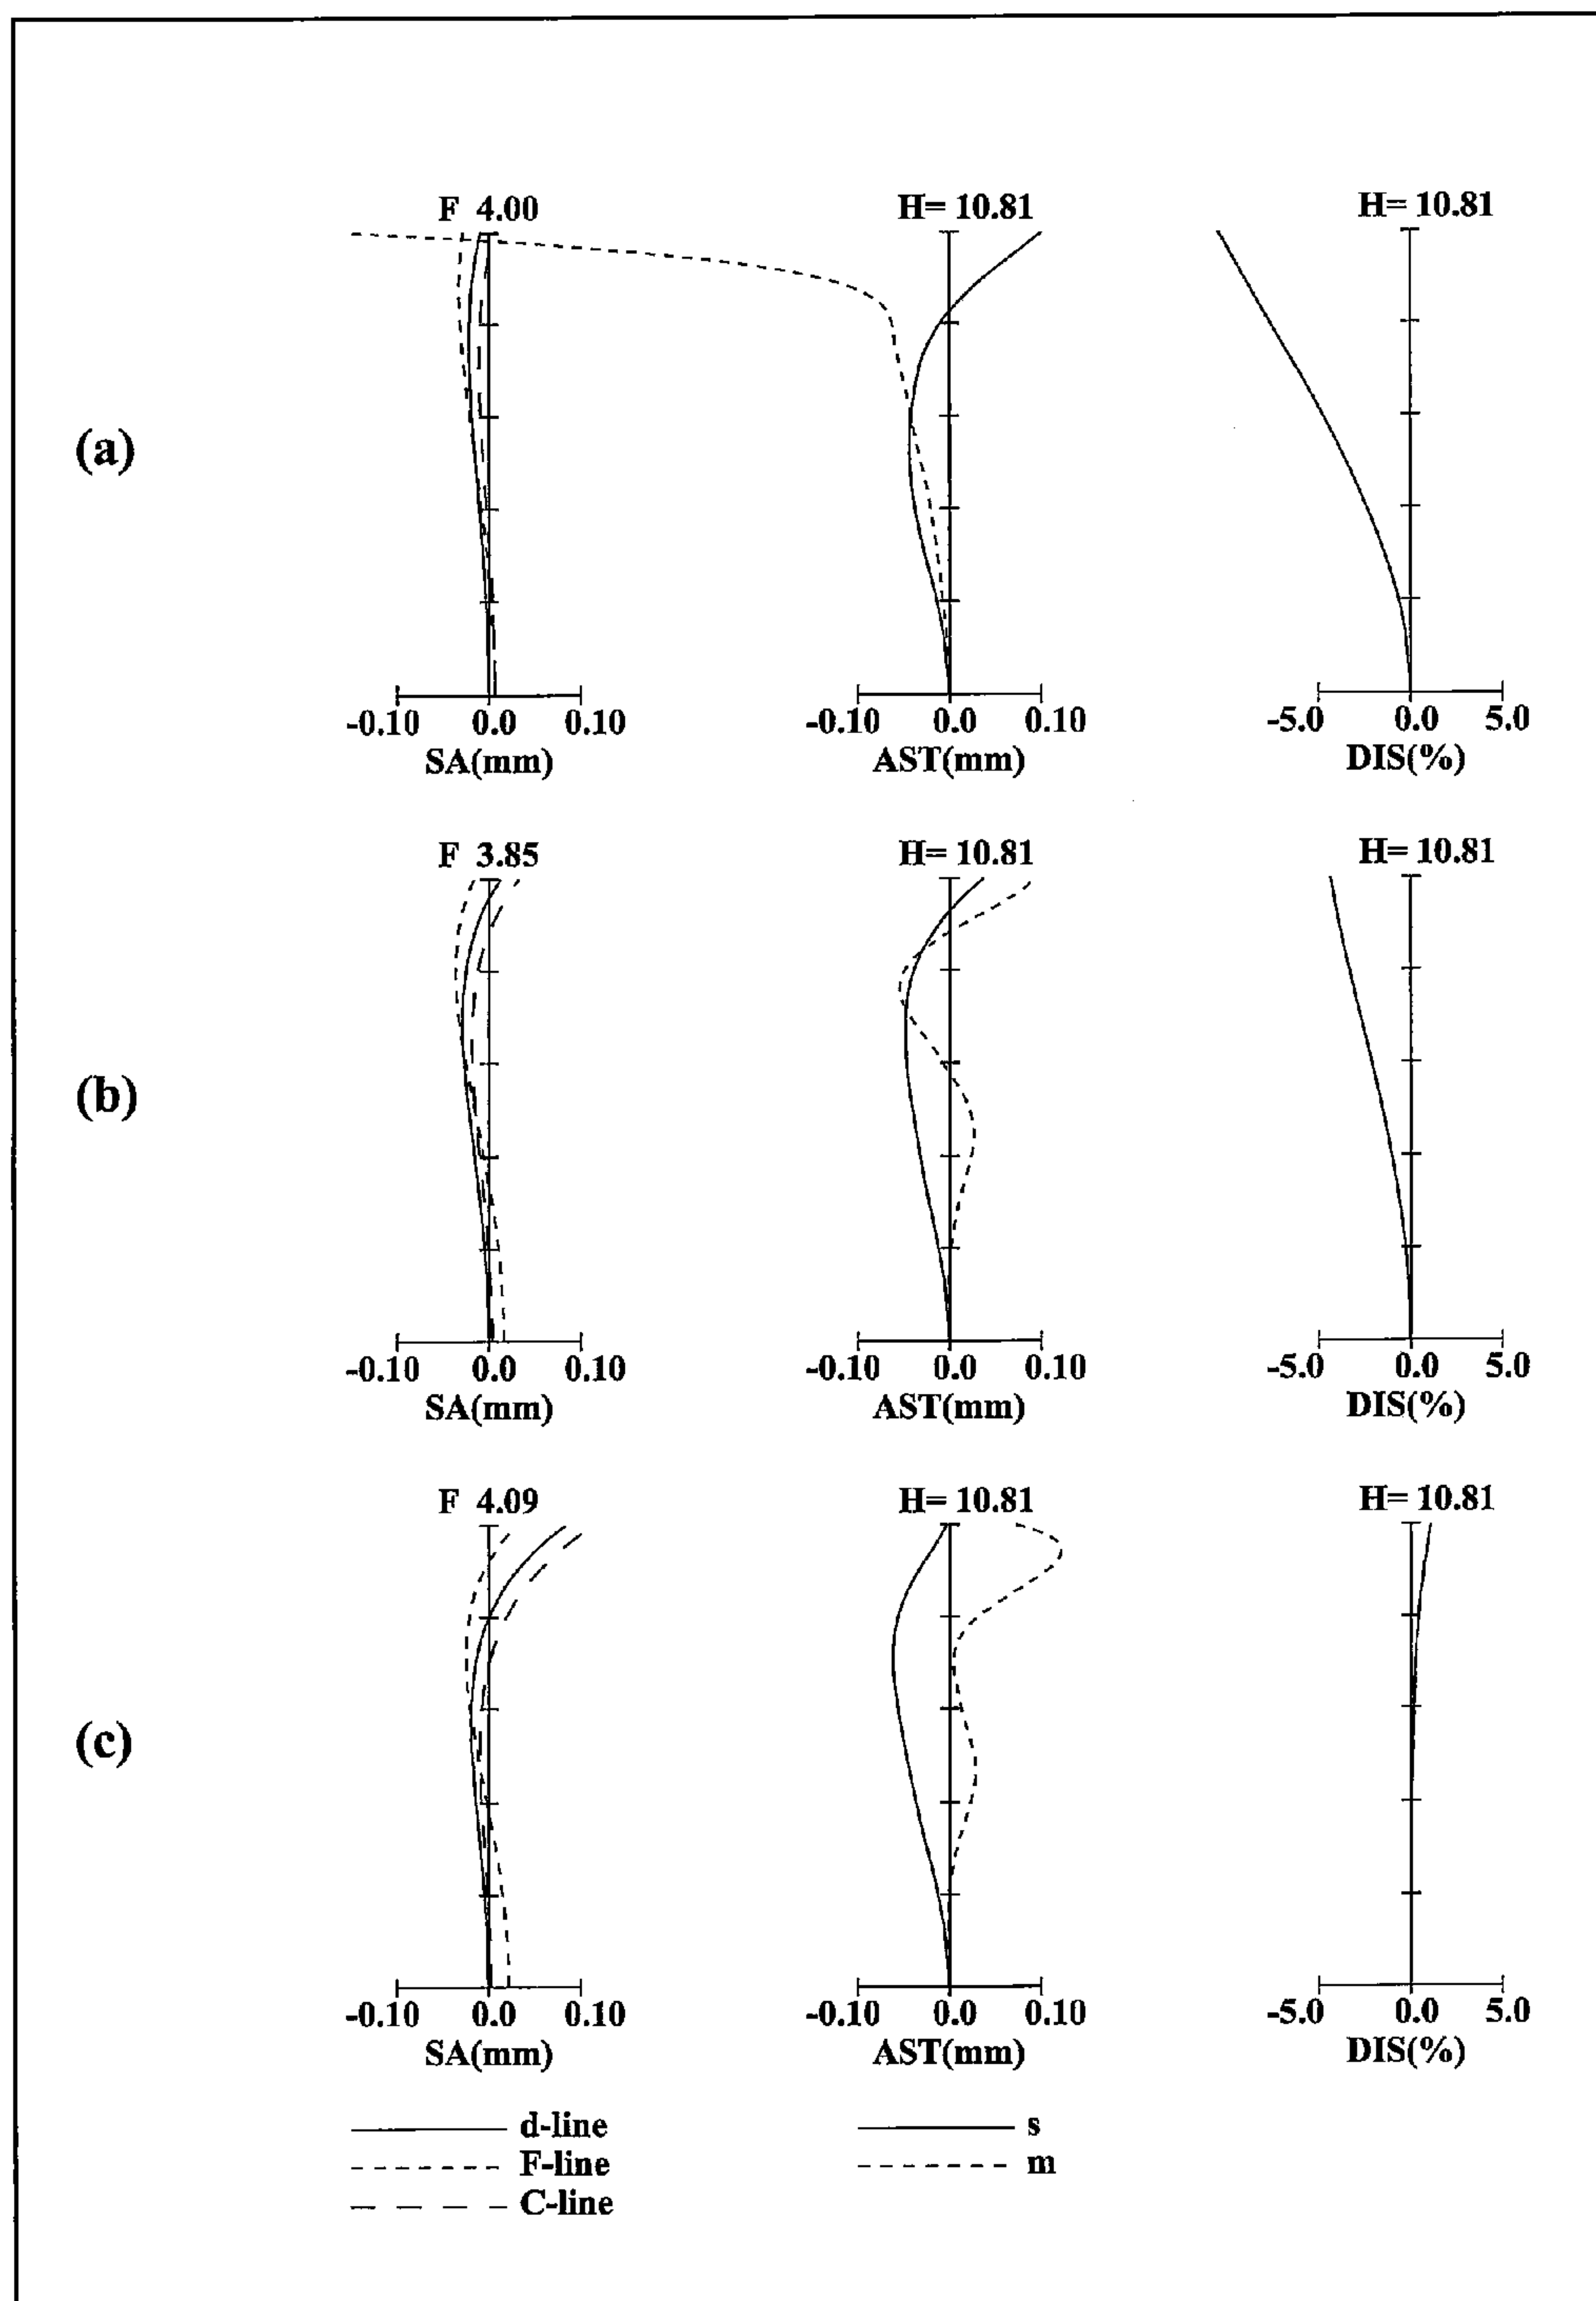 F 4.00 H= 10.81 H= 10.81
(a)
-0.10 0.0 0.10 -0.10 0.0 0.10 -5.0 0.0 5.0
SA(mm) AST(mm) DIS(%)
F 3.85 H= 10.81 H= 10.81
(b)
-0.10 0.0 0.10 -0.10 0.0 0.10 -5.0 0.0 5.0
SA(mm) AST(mm) DIS(%)
F 4.09 H= 10.81 H= 10.81
(c)
-0.10 0.0 0.10 -0.10 0.0 0.10 -5.0 0.0 5.0
SA(mm) AST(mm) DIS(%)
d-line s
F-line m
C-line